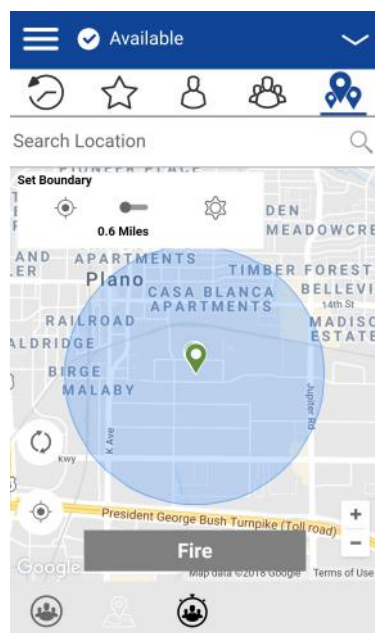 Available
Search Location
PIONEER PLACE
Set Boundary
0.6 Miles
DEN
MEADOWCRE
AND APARTMENTS
ER
TIMBER FOREST
Plano
CASA BLANCA
APARTMENTS
BELLEVI
14th St
RAILROAD
MADISO
ESTATE
ALDRIDGE
BIRGE
MALABY
Jupiter Rd
K Ave
kwy
President George Bush Turnpike (Toll road)
+
−
Fire
Google
Map data ©2018 Google
Terms of Use